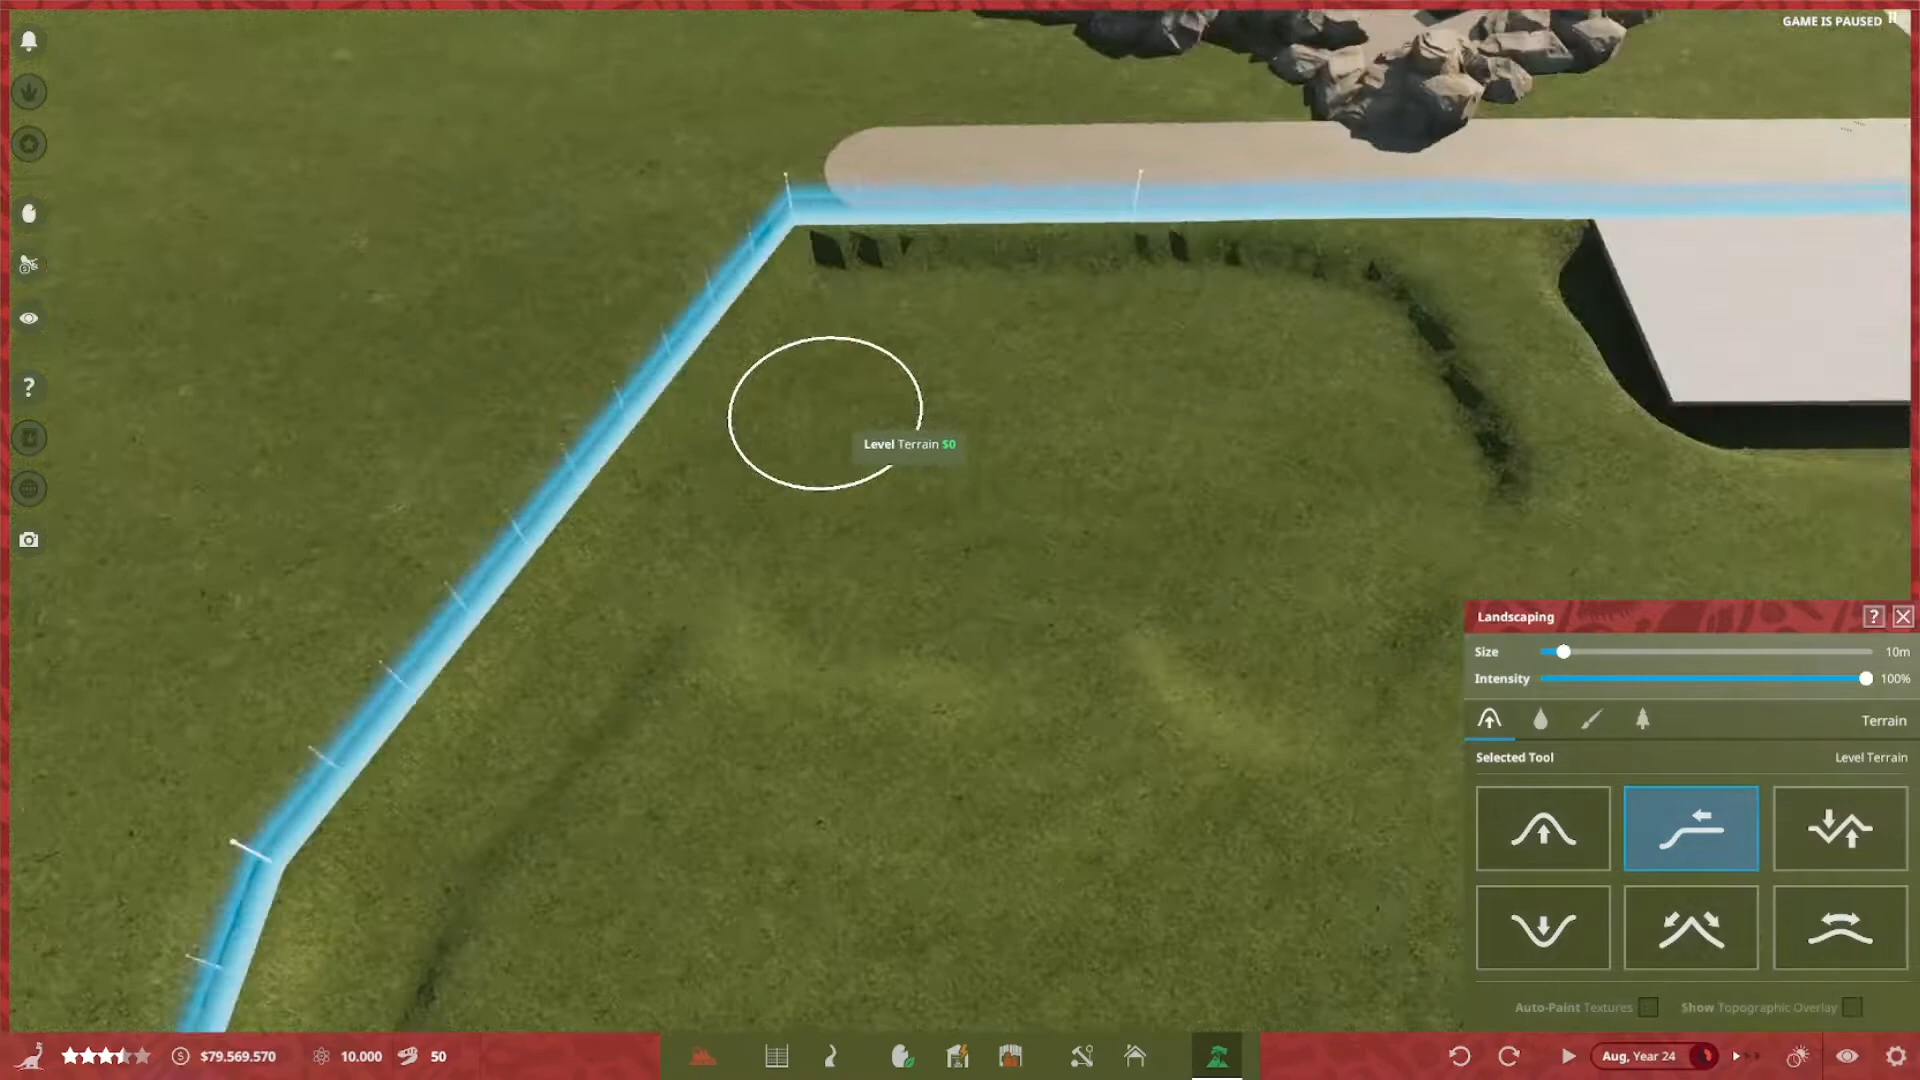 GAME IS PAUSED
Level Terrain $0
?
Landscaping
?
Size
10m
Intensity
100%
Terrain
Selected Tool
Level Terrain
Auto-Paint Textures
Show Topographic Overlay
$79.569.570
10.000
50
Aug, Year 24